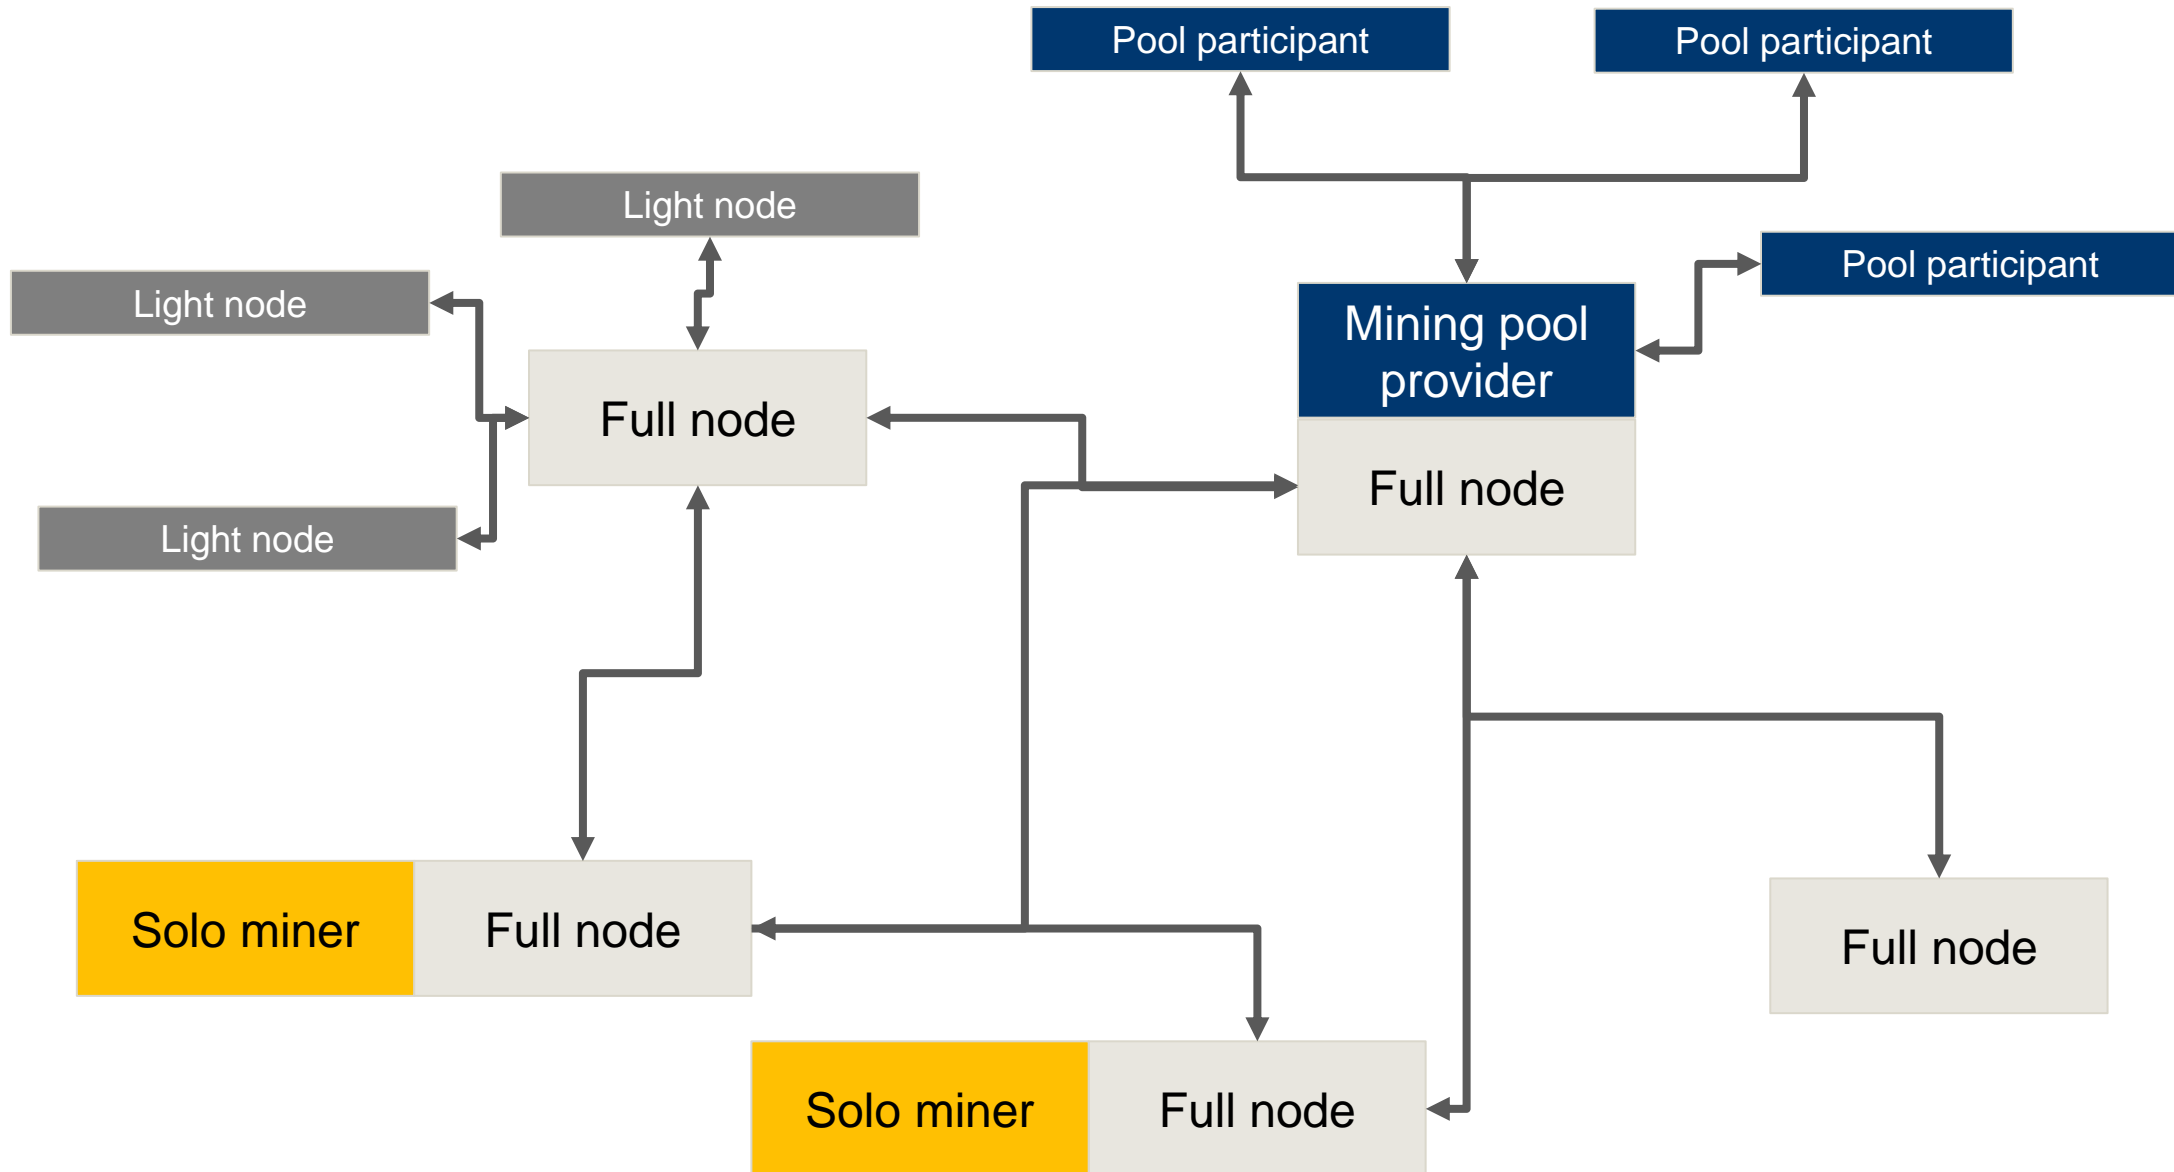 Pool participant
Pool participant
Light node
Pool participant
Light node
Mining pool
provider
Full node
Full node
Light node
Solo miner
Full node
Full node
Solo miner
Full node